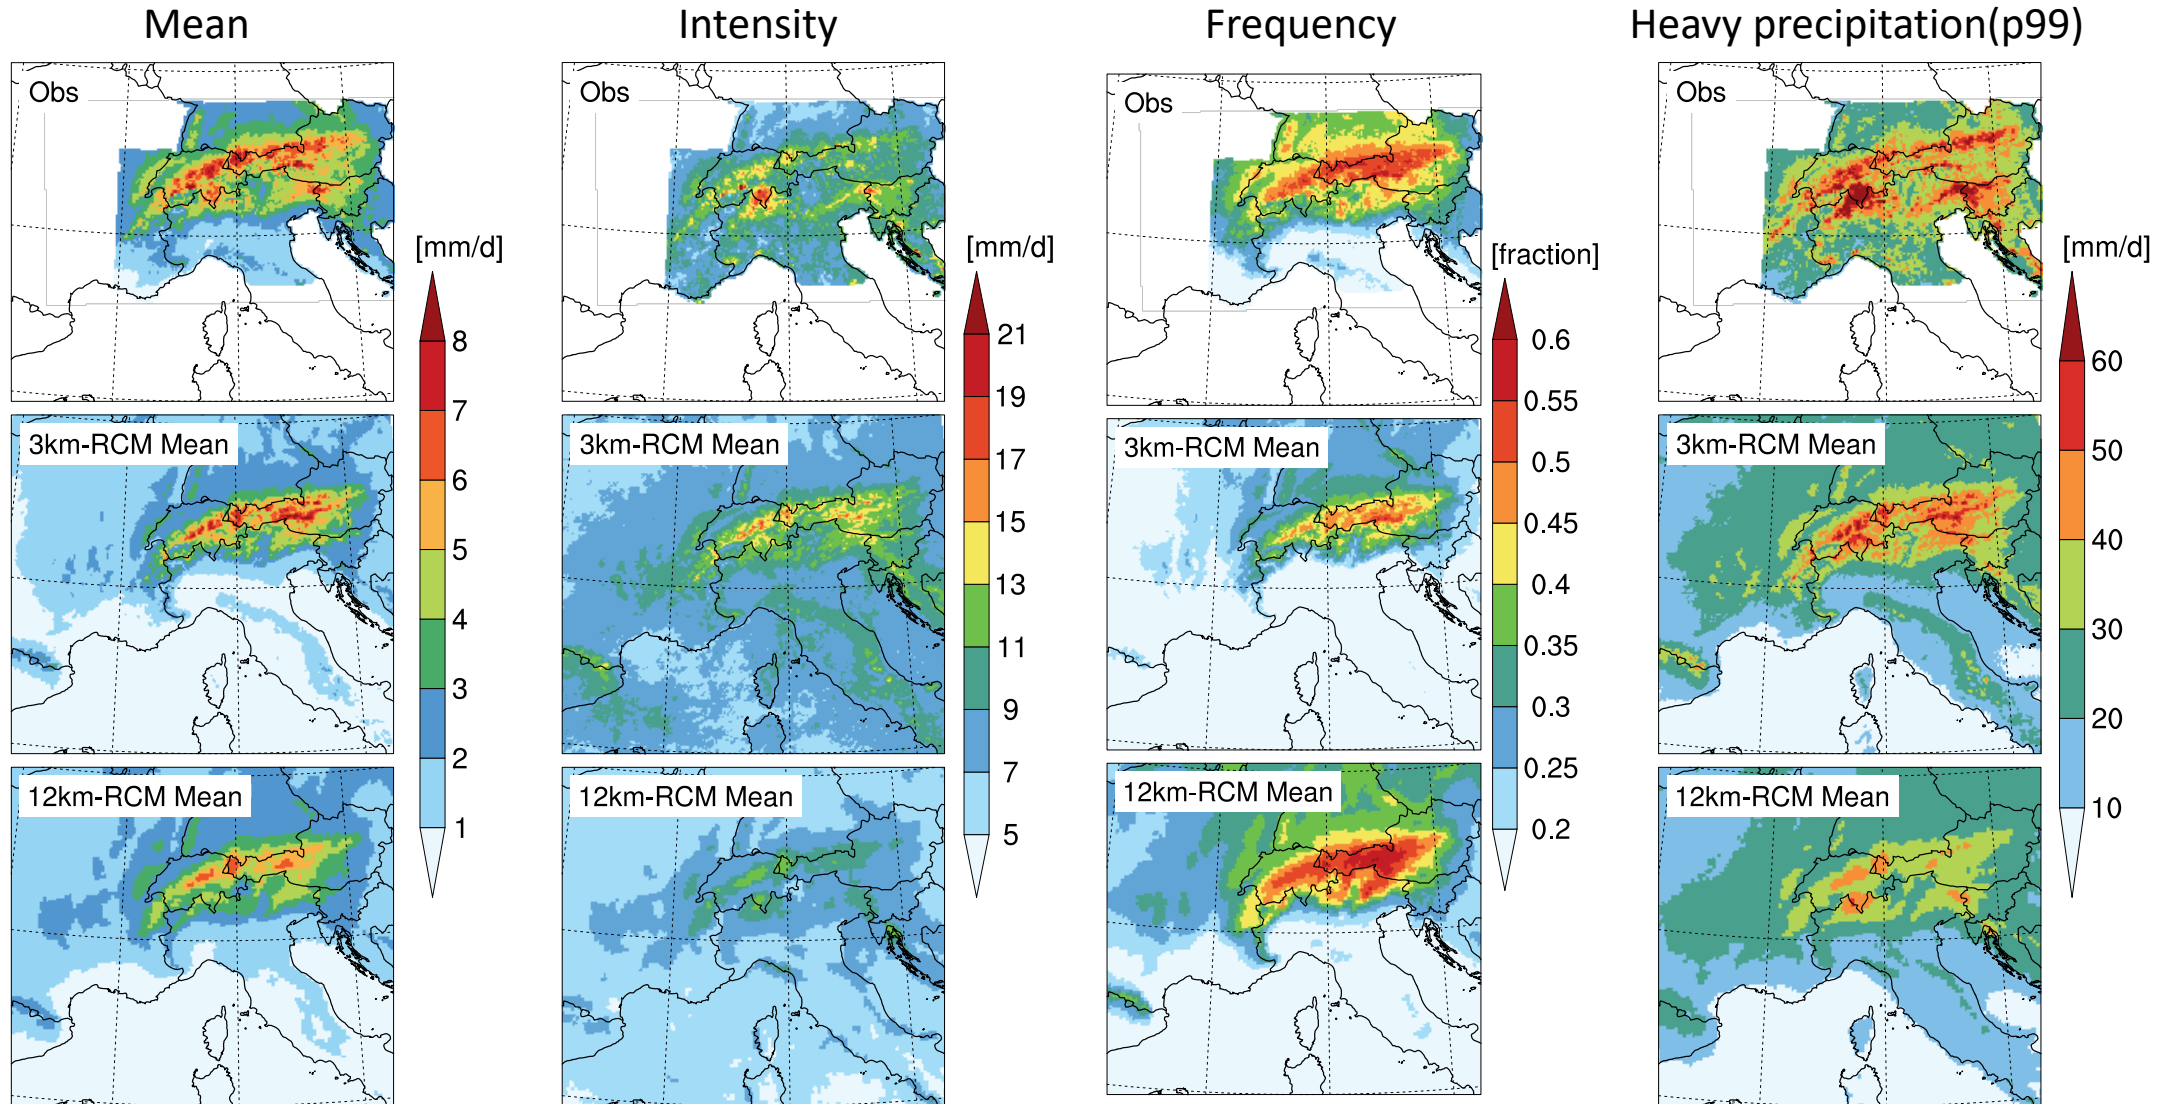 Mean
Intensity
Frequency
Heavy precipitation(p99)
Obs
Obs
Obs
Obs
[mm/d]
8
7
6
5
4
3
2
1
[mm/d]
21
19
17
15
13
11
9
7
5
[fraction]
0.6
0.55
0.5
0.45
0.4
0.35
0.3
0.25
0.2
[mm/d]
60
50
40
30
20
10
3km-RCM Mean
3km-RCM Mean
3km-RCM Mean
3km-RCM Mean
12km-RCM Mean
12km-RCM Mean
12km-RCM Mean
12km-RCM Mean